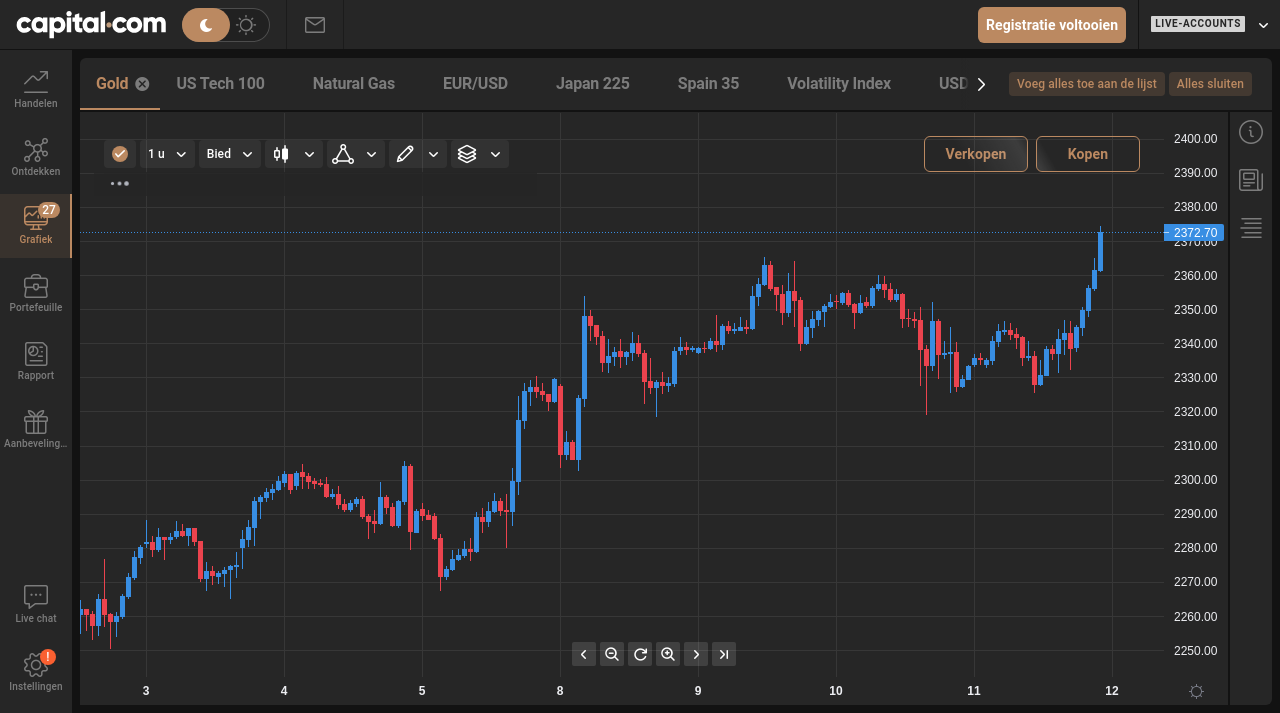 capital.com
Registratie voltooien
LIVE-ACCOUNTS
Gold
US Tech 100
Natural Gas
EUR/USD
Japan 225
Spain 35
Volatility Index
USD
Voeg alles toe aan de lijst
Alles sluiten
Handelen
Ontdekken
27
Grafiek
Portefeuille
Rapport
Aanbeveling...
Live chat
!
Instellingen
1 u
Bied
Verkopen
Kopen
2400.00
2390.00
2380.00
2372.70
2370.00
2360.00
2350.00
2340.00
2330.00
2320.00
2310.00
2300.00
2290.00
2280.00
2270.00
2260.00
2250.00
3
4
5
8
9
10
11
12